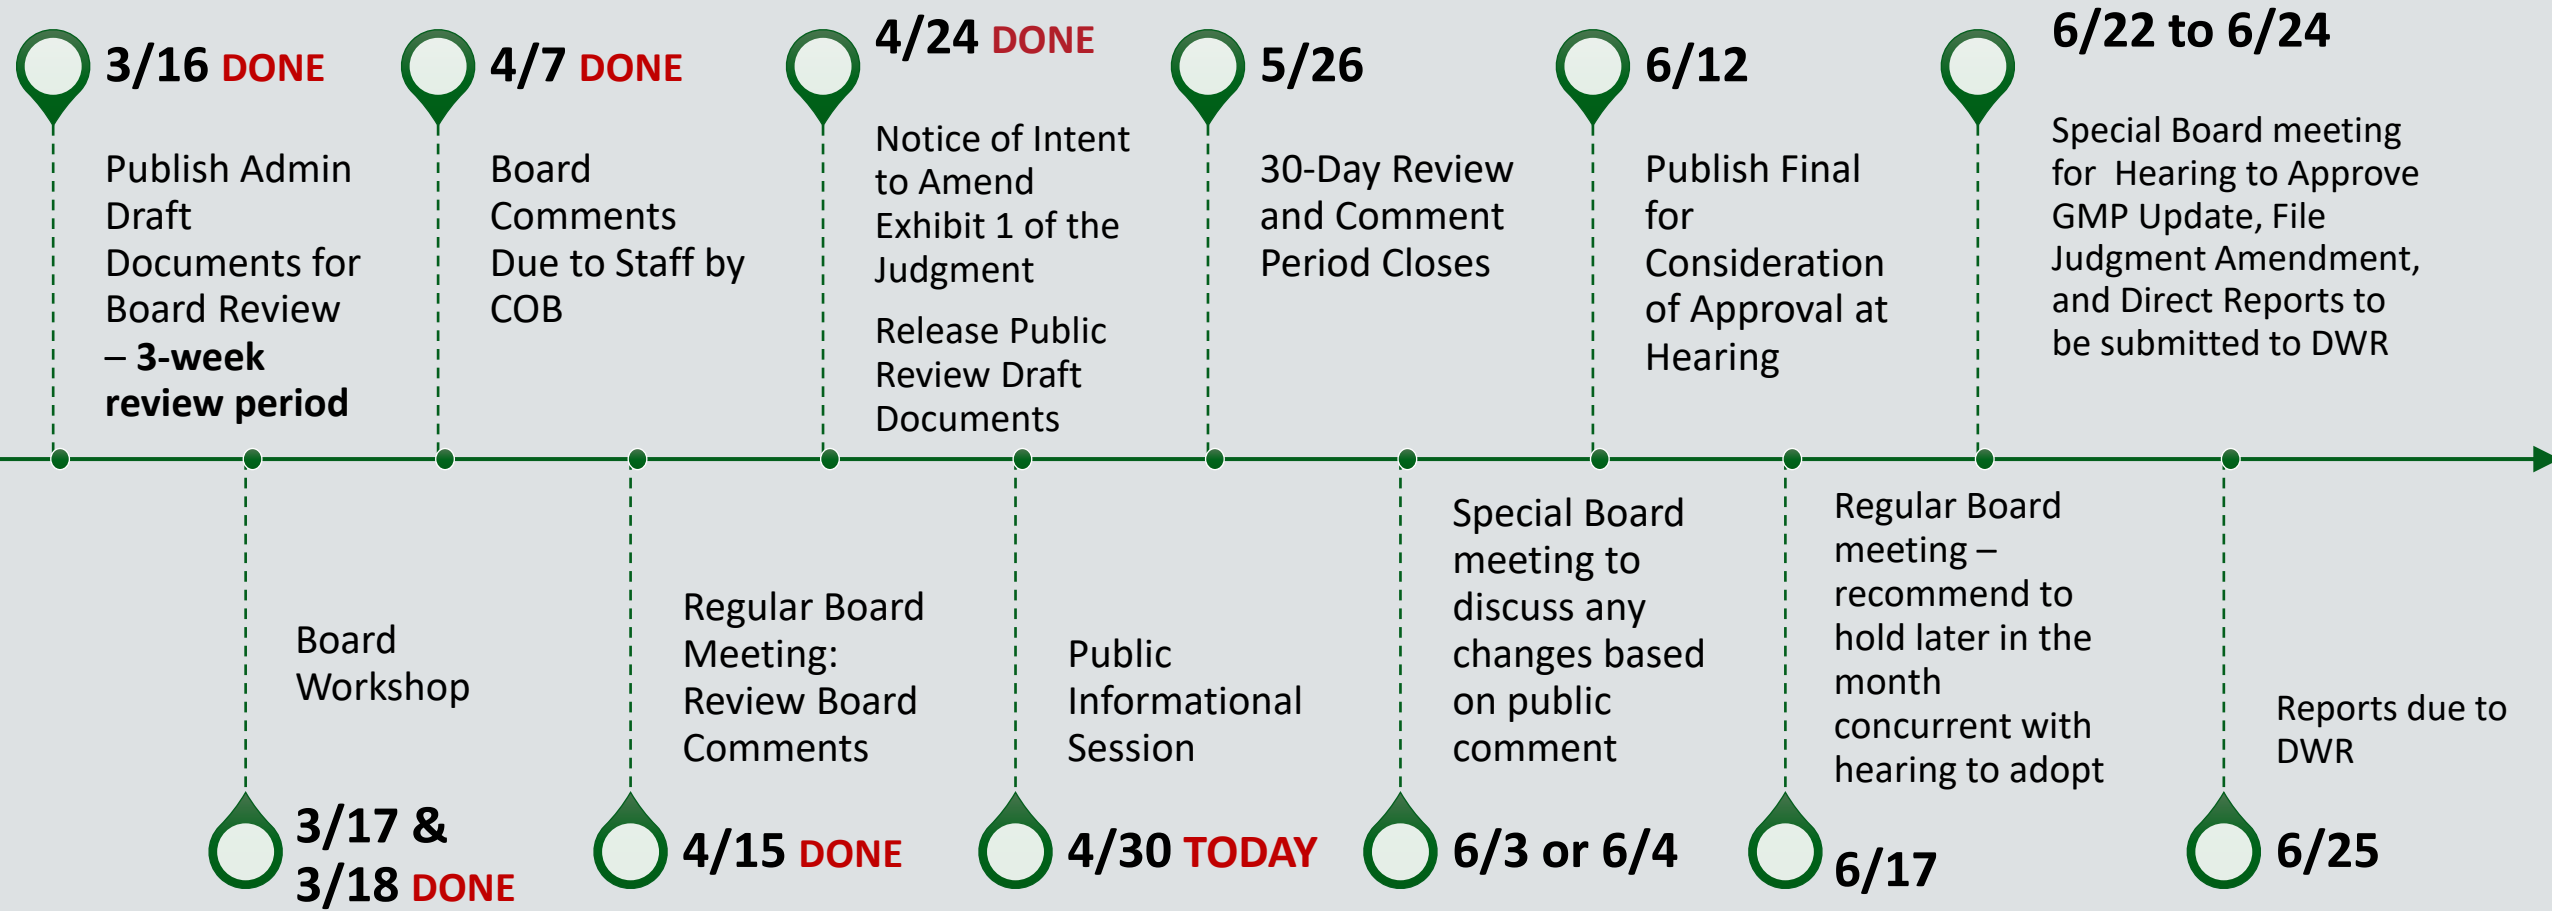 3/16 DONE
Publish Admin
Draft
Documents for
Board Review
– 3-week
review period
4/7 DONE
Board
Comments
Due to Staff by
COB
4/24 DONE
Notice of Intent
to Amend
Exhibit 1 of the
Judgment
Release Public
Review Draft
Documents
5/26
30-Day Review
and Comment
Period Closes
6/12
Publish Final
for
Consideration
of Approval at
Hearing
6/22 to 6/24
Special Board meeting
for Hearing to Approve
GMP Update, File
Judgment Amendment,
and Direct Reports to
be submitted to DWR
Board
Workshop
3/17 &
3/18 DONE
Regular Board
Meeting:
Review Board
Comments
4/15 DONE
Public
Informational
Session
4/30 TODAY
Special Board
meeting to
discuss any
changes based
on public
comment
6/3 or 6/4
Regular Board
meeting –
recommend to
hold later in the
month
concurrent with
hearing to adopt
6/17
Reports due to
DWR
6/25